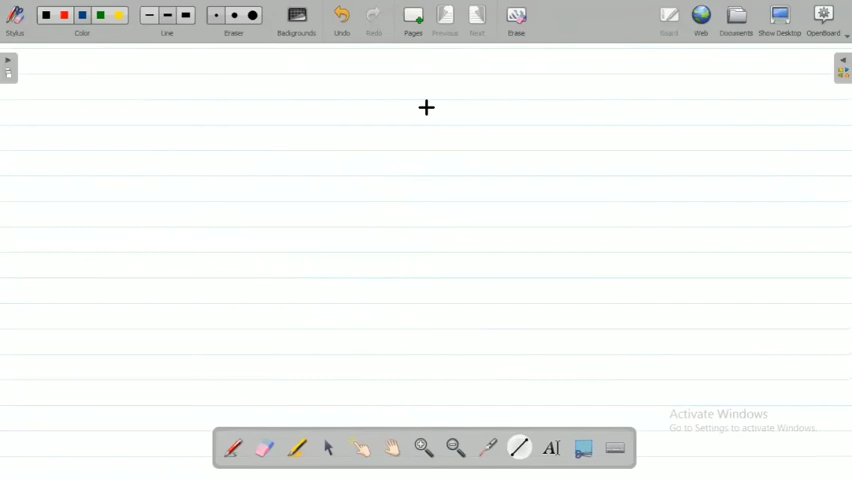 Stylus Color Line Eraser Backgrounds Undo Redo Pages Previous Next Erase Board Web Documents Show Desktop OpenBoard
Activate Windows
Go to Settings to activate Windows.
AI